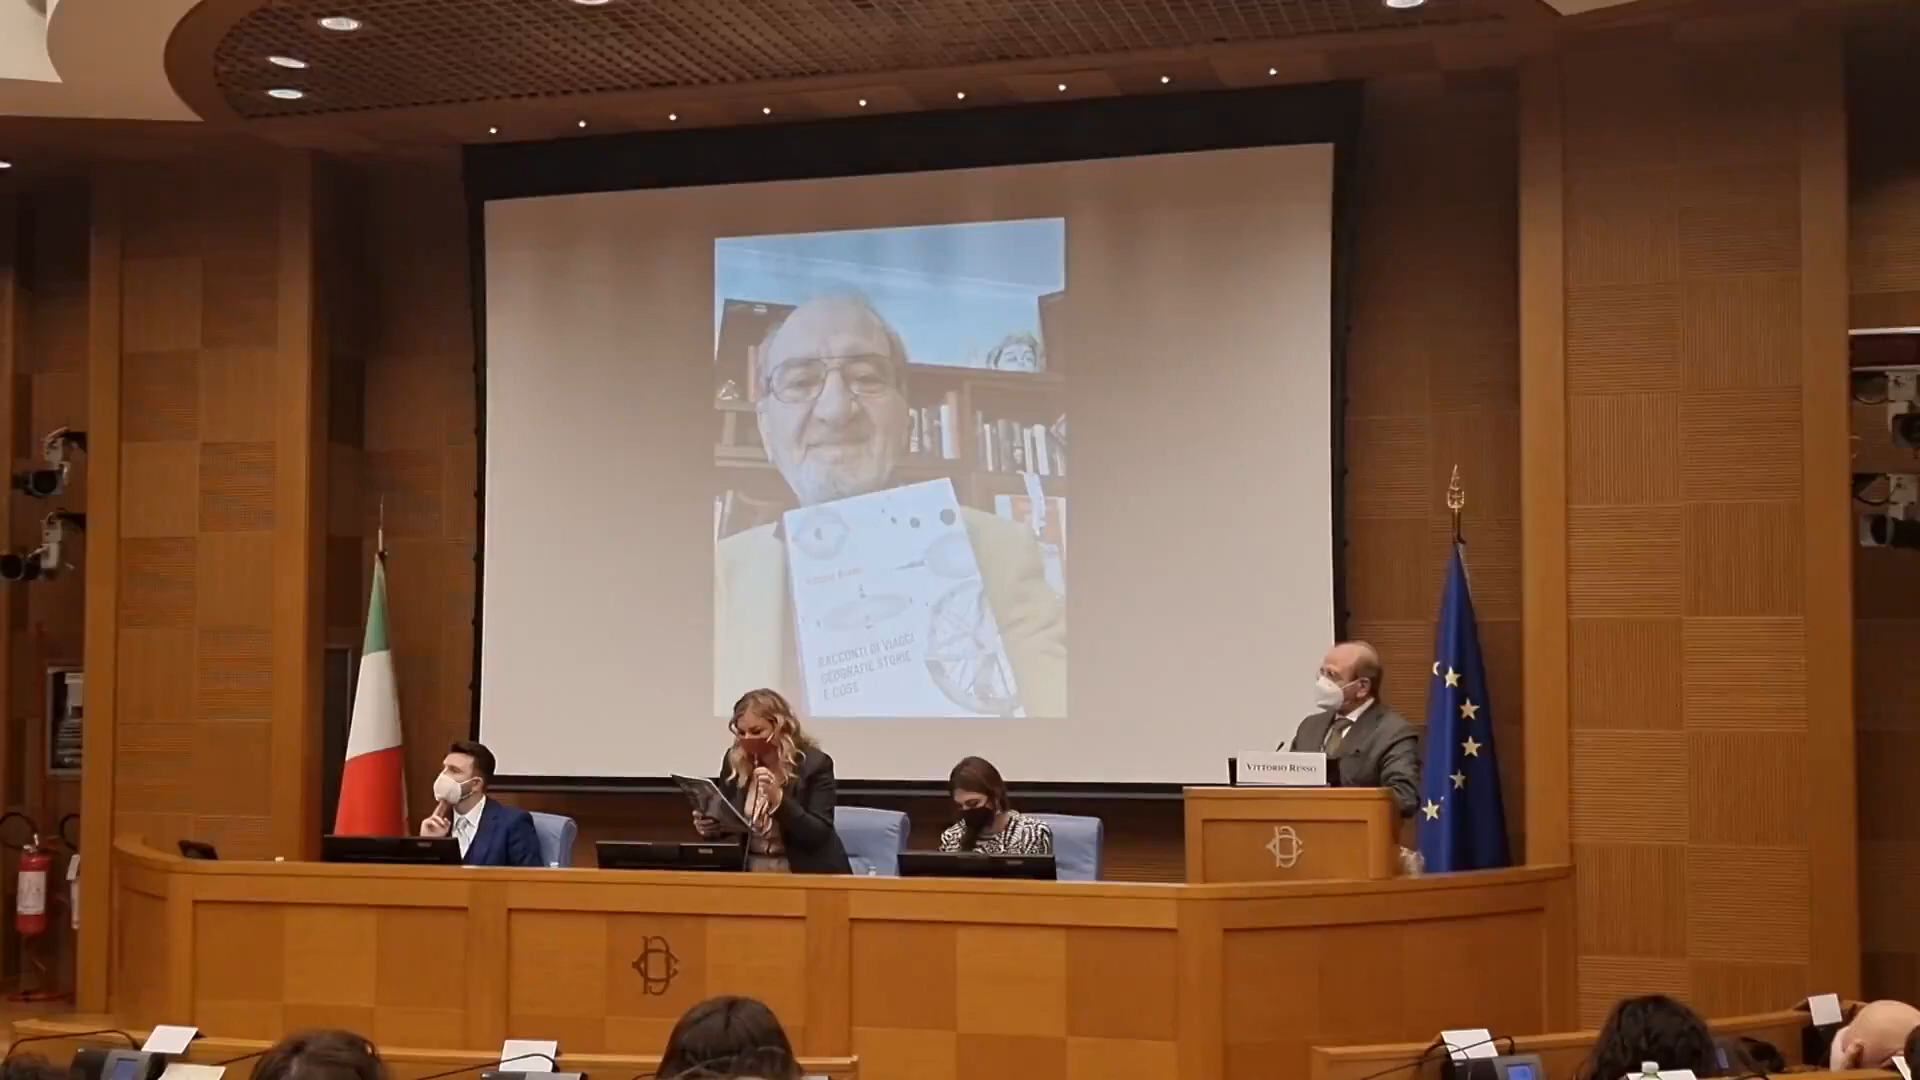 RACCONTI DI VIAGGI
GEOGRAFIE STORIE
E COSE
VITTORIO RUSSO